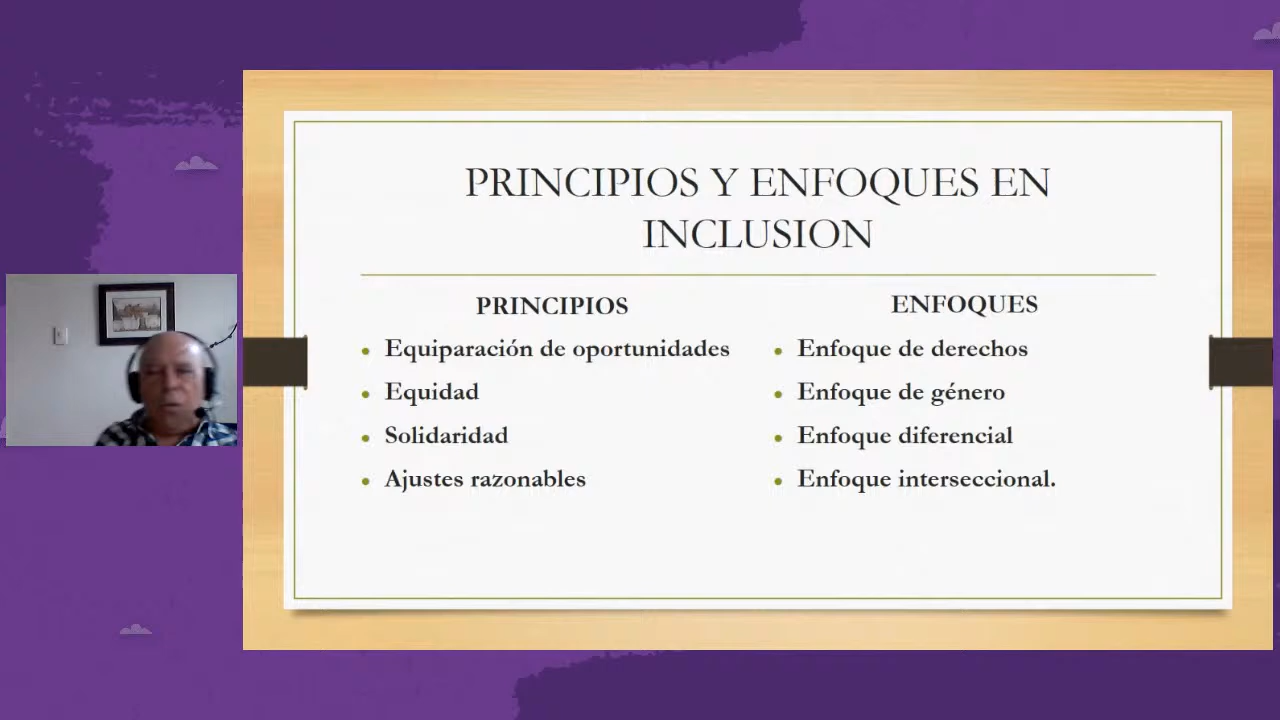 PRINCIPIOS Y ENFOQUES EN
INCLUSION
PRINCIPIOS
Equiparación de oportunidades
Equidad
Solidaridad
Ajustes razonables
ENFOQUES
Enfoque de derechos
Enfoque de género
Enfoque diferencial
Enfoque interseccional.